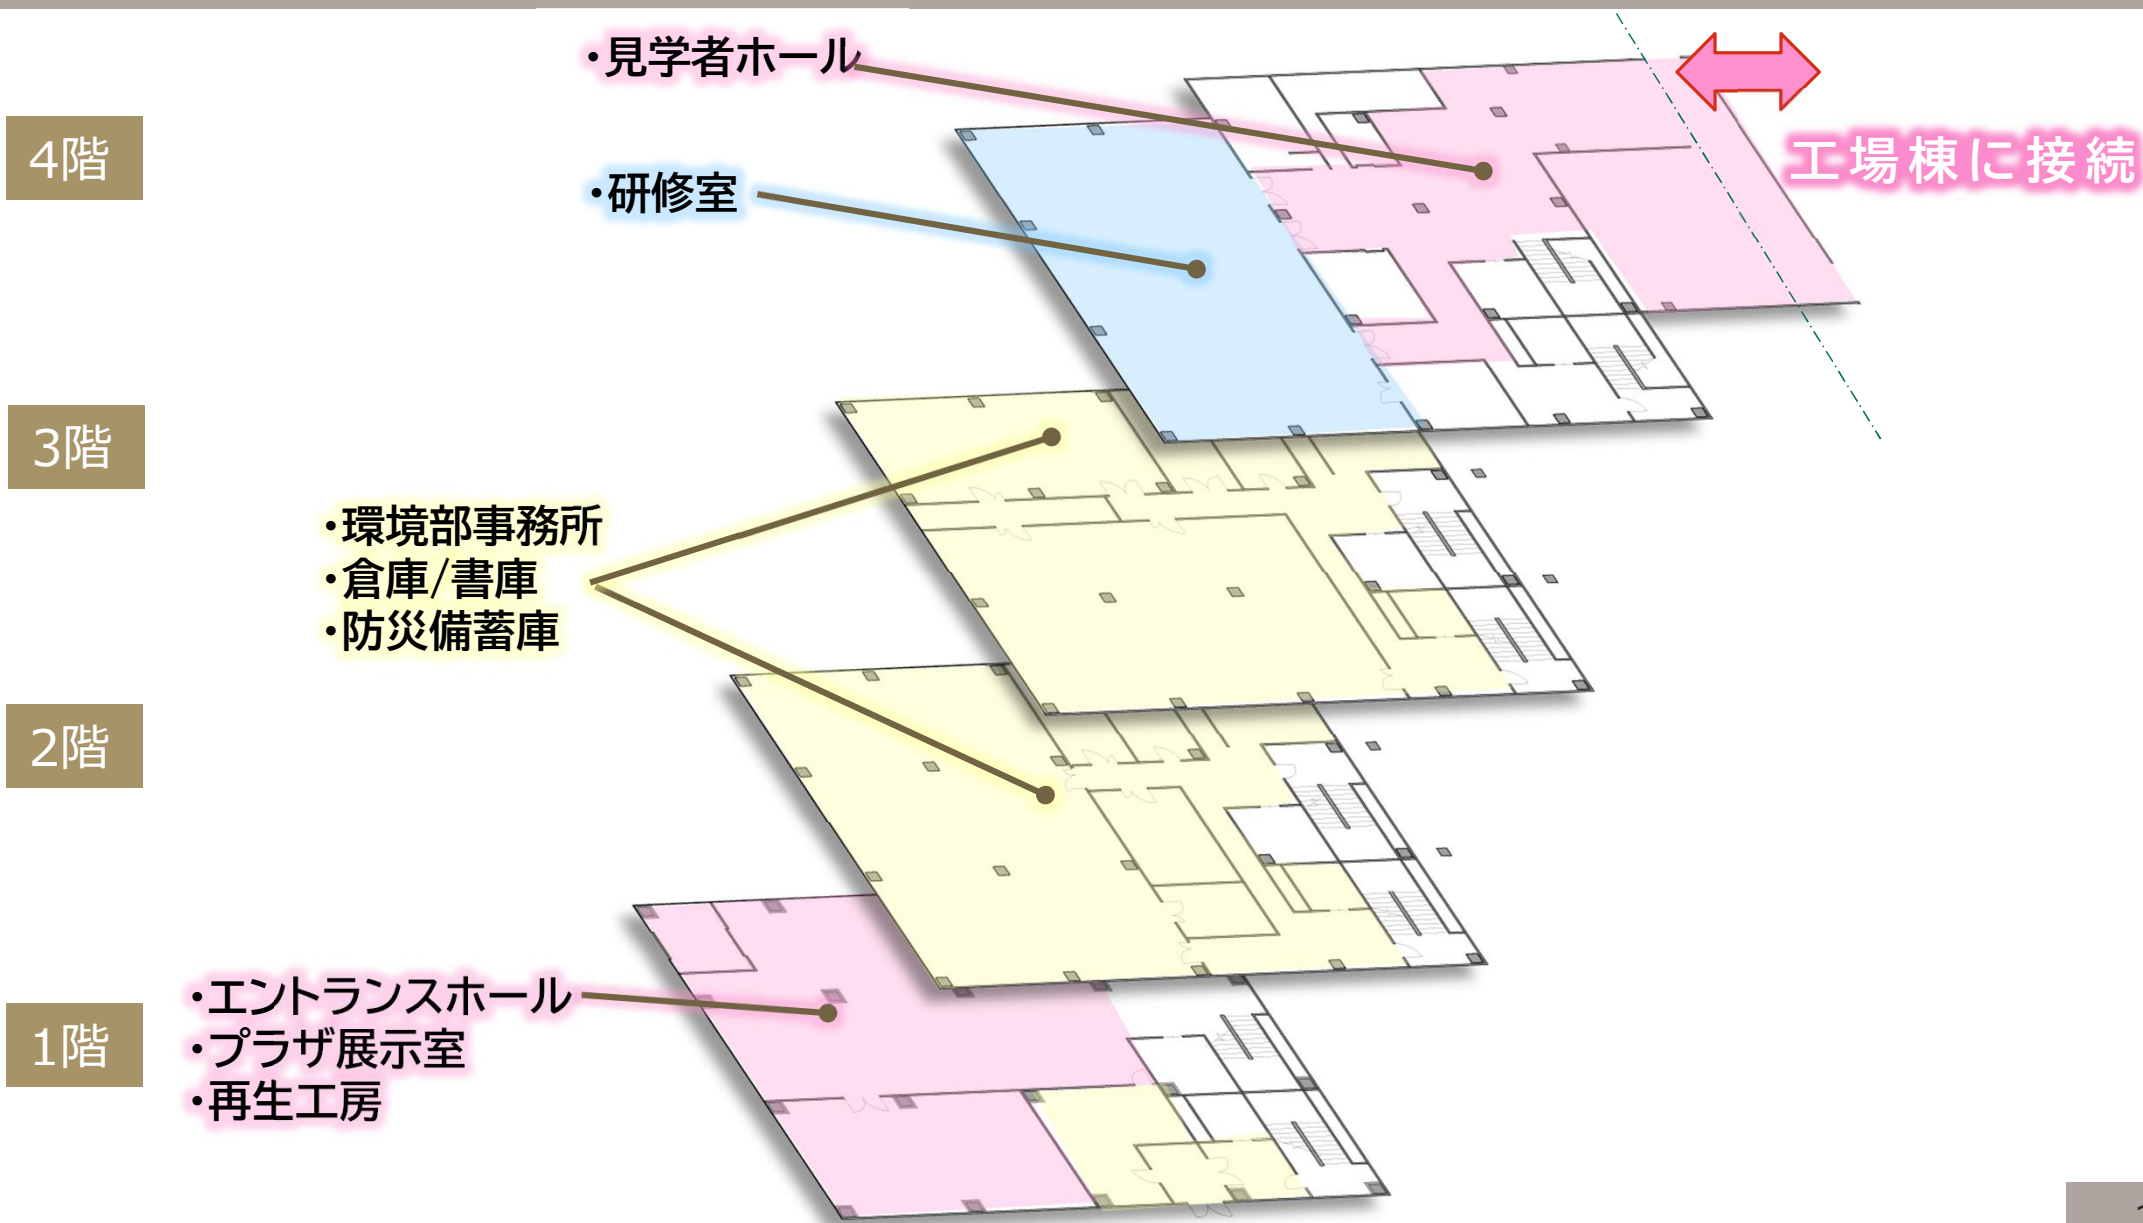 ・見学者ホール
工場棟に接続
4階
・研修室
3階
・環境部事務所
・倉庫/書庫
・防災備蓄庫
2階
・エントランスホール
1階
・プラザ展示室
・再生工房